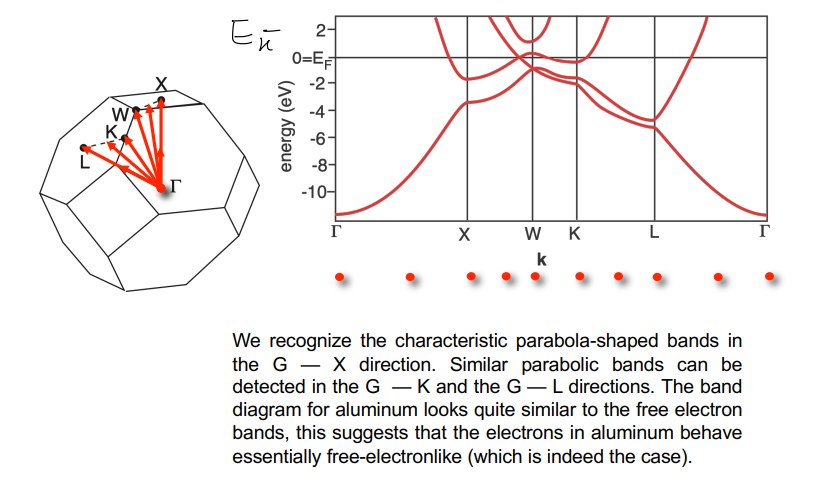 E k⃗
2
0=EF
-2
-4
-6
-8
-10
energy (eV)
X
W
K
L
Γ
Γ X W K L Γ
k
We recognize the characteristic parabola-shaped bands in
the G — X direction. Similar parabolic bands can be
detected in the G — K and the G — L directions. The band
diagram for aluminum looks quite similar to the free electron
bands, this suggests that the electrons in aluminum behave
essentially free-electronlike (which is indeed the case).